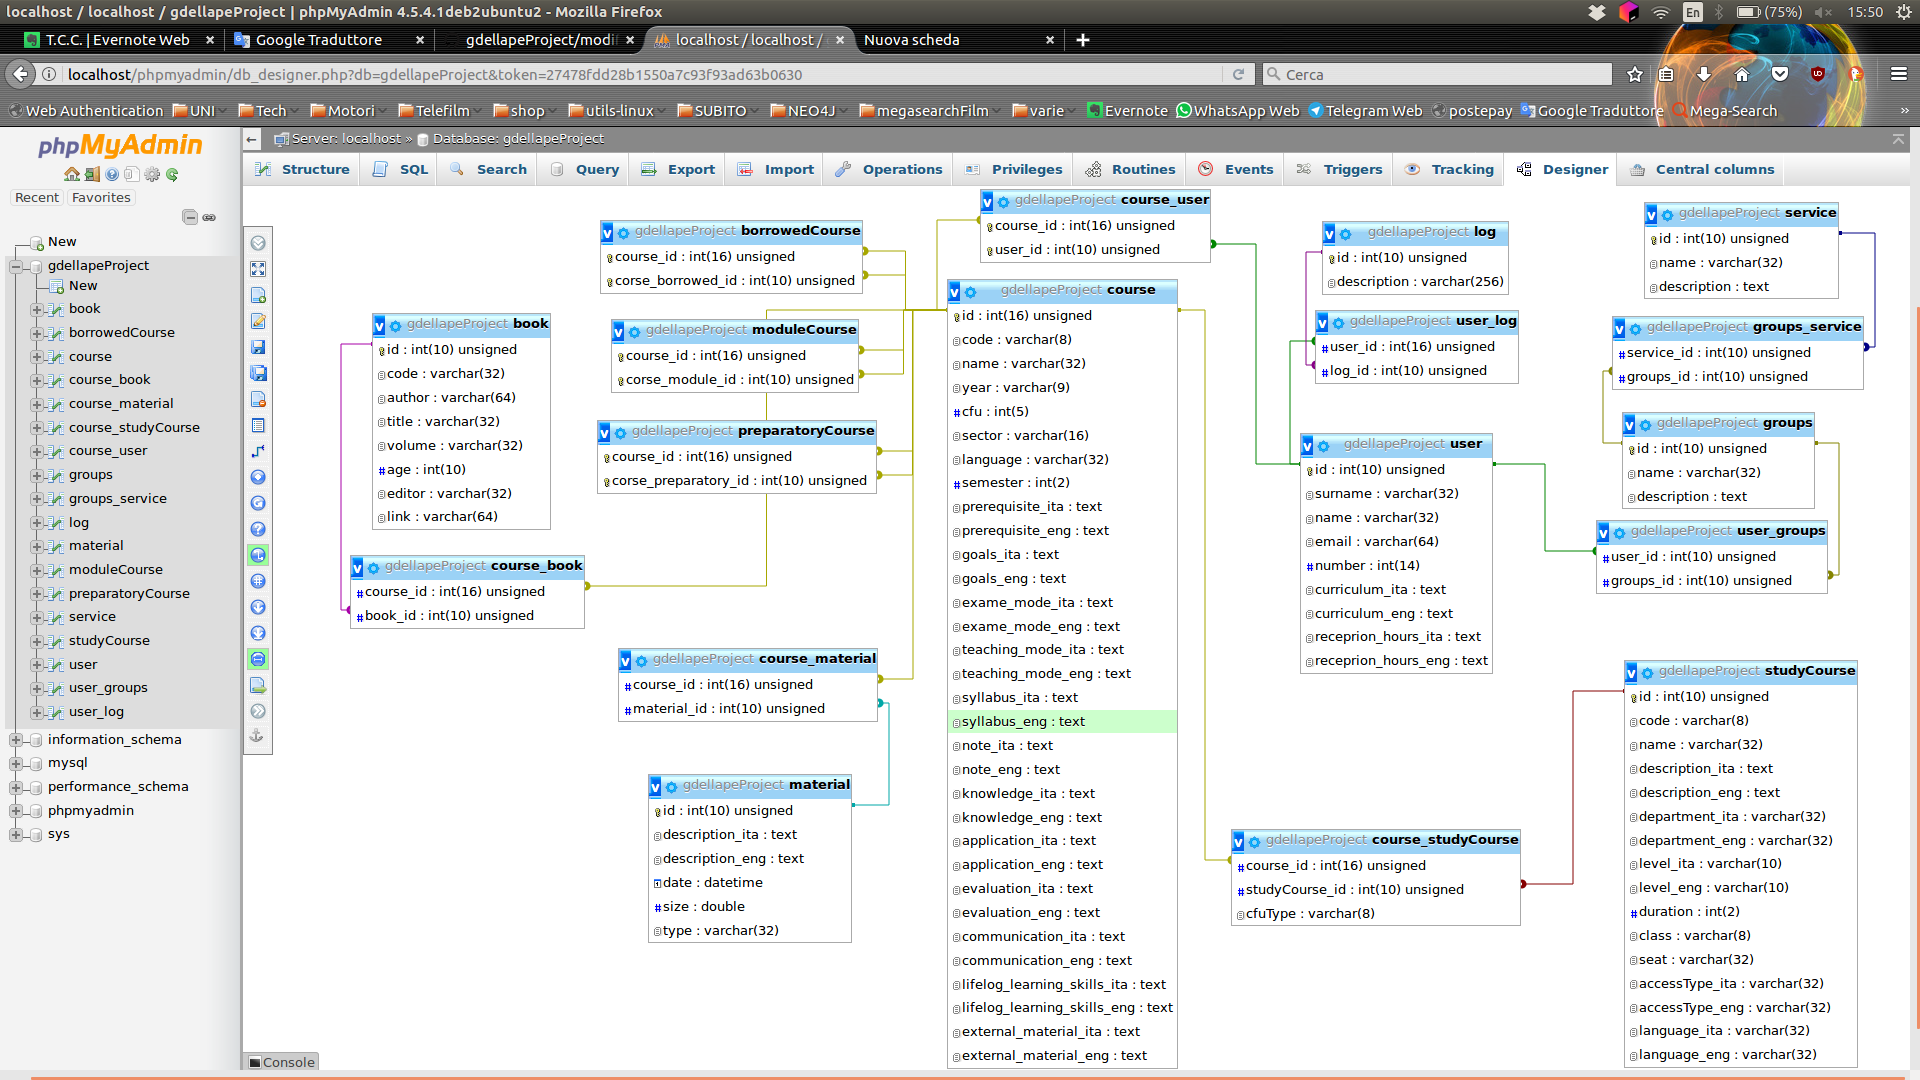 localhost / localhost / gdellapeProject | phpMyAdmin 4.5.4.1deb2ubuntu2 - Mozilla Firefox
En
(75%)
15:50
T.C.C. | Evernote Web
Google Traduttore
gdellapeProject/modi
localhost / localhost /
Nuova scheda
localhost/phpmyadmin/db_designer.php?db=gdellapeProject&token=27478fdd28b1550a7c93f93ad63b0630
Cerca
Web Authentication
UNI
Tech
Motori
Telefilm
shop
utils-linux
SUBITO
NEO4J
megasearchFilm
varie
Evernote
WhatsApp Web
Telegram Web
postepay
Google Traduttore
Mega-Search
»
phpMyAdmin
Recent
Favorites
New
gdellapeProject
New
book
borrowedCourse
course
course_book
course_material
course_studyCourse
course_user
groups
groups_service
log
material
moduleCourse
preparatoryCourse
service
studyCourse
user
user_groups
user_log
information_schema
mysql
performance_schema
phpmyadmin
sys
Server: localhost » Database: gdellapeProject
Structure
SQL
Search
Query
Export
Import
Operations
Privileges
Routines
Events
Triggers
Tracking
Designer
Central columns
v gdellapeProject book
id : int(10) unsigned
code : varchar(32)
author : varchar(64)
title : varchar(32)
volume : varchar(32)
# age : int(10)
editor : varchar(32)
link : varchar(64)
v gdellapeProject course_book
# course_id : int(16) unsigned
# book_id : int(10) unsigned
v gdellapeProject borrowedCourse
course_id : int(16) unsigned
corse_borrowed_id : int(10) unsigned
v gdellapeProject moduleCourse
course_id : int(16) unsigned
corse_module_id : int(10) unsigned
v gdellapeProject preparatoryCourse
course_id : int(16) unsigned
corse_preparatory_id : int(10) unsigned
v gdellapeProject course_material
# course_id : int(16) unsigned
# material_id : int(10) unsigned
v gdellapeProject material
id : int(10) unsigned
description_ita : text
description_eng : text
date : datetime
# size : double
type : varchar(32)
v gdellapeProject course_user
course_id : int(16) unsigned
user_id : int(10) unsigned
v gdellapeProject course
id : int(16) unsigned
code : varchar(8)
name : varchar(32)
year : varchar(9)
# cfu : int(5)
sector : varchar(16)
language : varchar(32)
# semester : int(2)
prerequisite_ita : text
prerequisite_eng : text
goals_ita : text
goals_eng : text
exame_mode_ita : text
exame_mode_eng : text
teaching_mode_ita : text
teaching_mode_eng : text
syllabus_ita : text
syllabus_eng : text
note_ita : text
note_eng : text
knowledge_ita : text
knowledge_eng : text
application_ita : text
application_eng : text
evaluation_ita : text
evaluation_eng : text
communication_ita : text
communication_eng : text
lifelog_learning_skills_ita : text
lifelog_learning_skills_eng : text
external_material_ita : text
external_material_eng : text
v gdellapeProject log
id : int(10) unsigned
description : varchar(256)
v gdellapeProject user_log
# user_id : int(16) unsigned
# log_id : int(10) unsigned
v gdellapeProject user
id : int(10) unsigned
surname : varchar(32)
name : varchar(32)
email : varchar(64)
# number : int(14)
curriculum_ita : text
curriculum_eng : text
receprion_hours_ita : text
receprion_hours_eng : text
v gdellapeProject course_studyCourse
# course_id : int(16) unsigned
# studyCourse_id : int(10) unsigned
cfuType : varchar(8)
v gdellapeProject service
id : int(10) unsigned
name : varchar(32)
description : text
v gdellapeProject groups_service
# service_id : int(10) unsigned
# groups_id : int(10) unsigned
v gdellapeProject groups
id : int(10) unsigned
name : varchar(32)
description : text
v gdellapeProject user_groups
# user_id : int(10) unsigned
# groups_id : int(10) unsigned
v gdellapeProject studyCourse
id : int(10) unsigned
code : varchar(8)
name : varchar(32)
description_ita : text
description_eng : text
department_ita : varchar(32)
department_eng : varchar(32)
level_ita : varchar(10)
level_eng : varchar(10)
# duration : int(2)
class : varchar(8)
seat : varchar(32)
accessType_ita : varchar(32)
accessType_eng : varchar(32)
language_ita : varchar(32)
language_eng : varchar(32)
Console